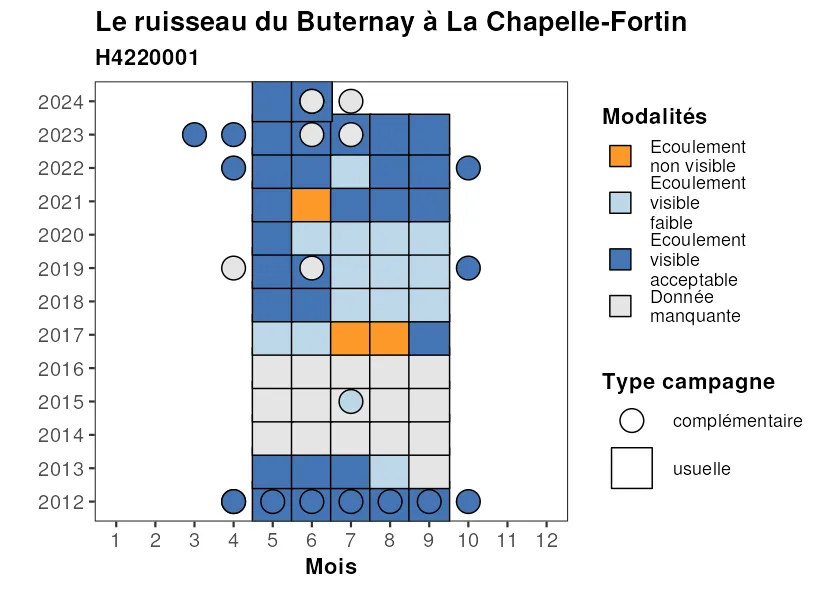 Le ruisseau du Buternay à La Chapelle-Fortin
H4220001
2024
2023
2022
2021
2020
2019
2018
2017
2016
2015
2014
2013
2012
1 2 3 4 5 6 7 8 9 10 11 12
Mois
Modalités
Ecoulement
non visible
Ecoulement
visible
faible
Ecoulement
visible
acceptable
Donnée
manquante
Type campagne
complémentaire
usuelle